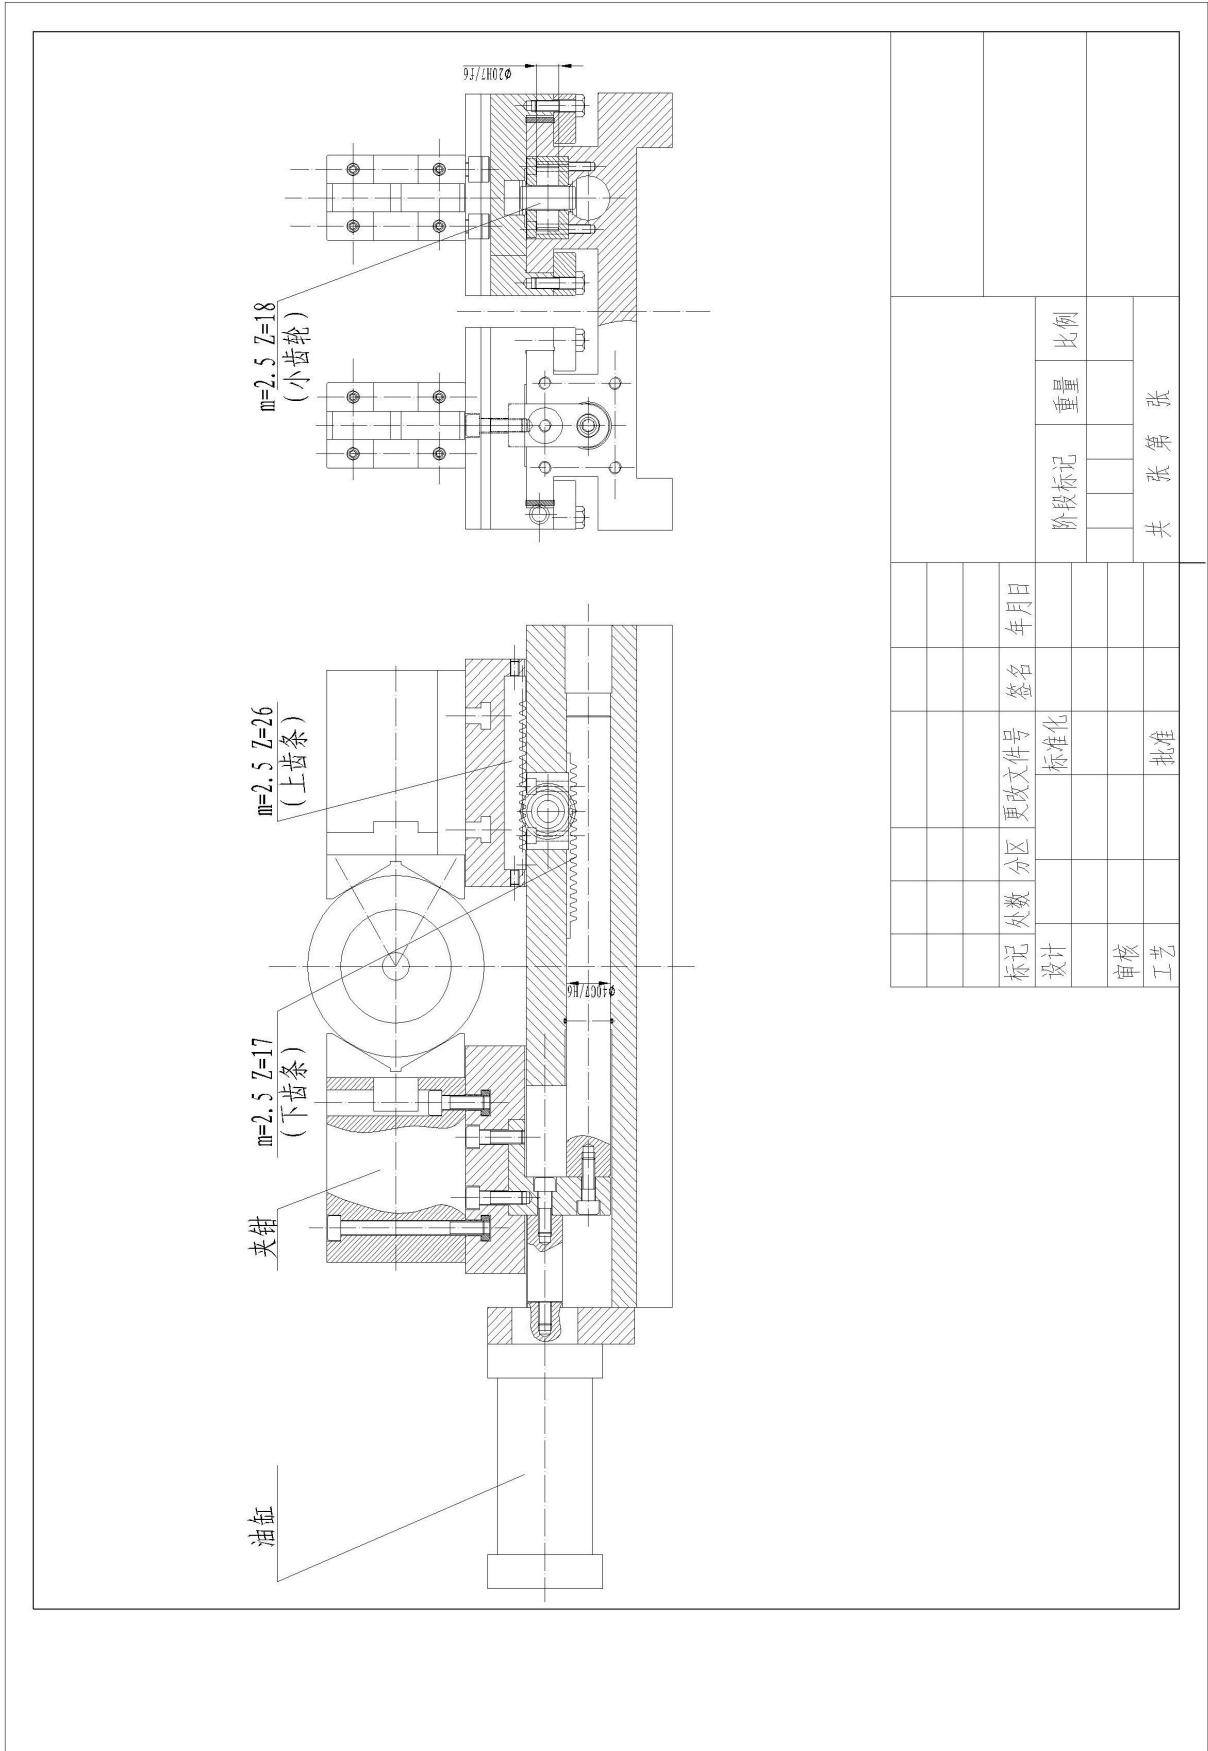 油缸
夹钳
m=2.5 Z=17
(下齿条)
m=2.5 Z=26
(上齿条)
m=2.5 Z=18
(小齿轮)
ø40G7/H6
ø20H7/f6
标记 处数 分区 更改文件号 签名 年月日
设计 标准化 阶段标记 重量 比例
审核
工艺 批准 共 张 第 张